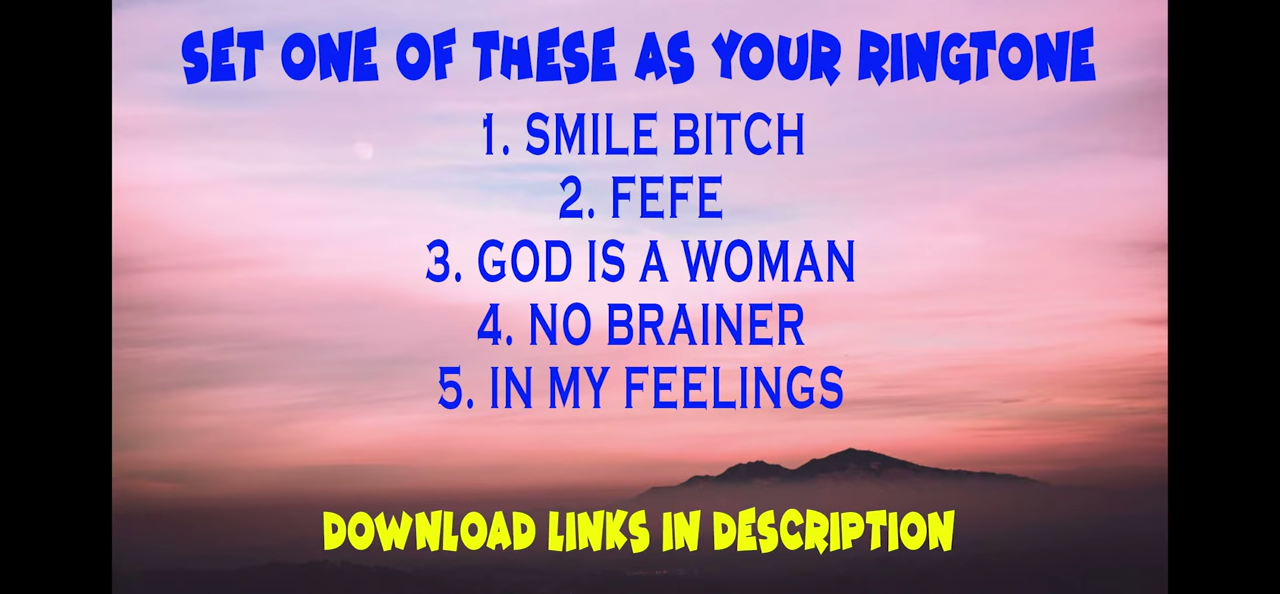 SET ONE OF THESE AS YOUR RINGTONE
1. SMILE BITCH
2. FEFE
3. GOD IS A WOMAN
4. NO BRAINER
5. IN MY FEELINGS
DOWNLOAD LINKS IN DESCRIPTION